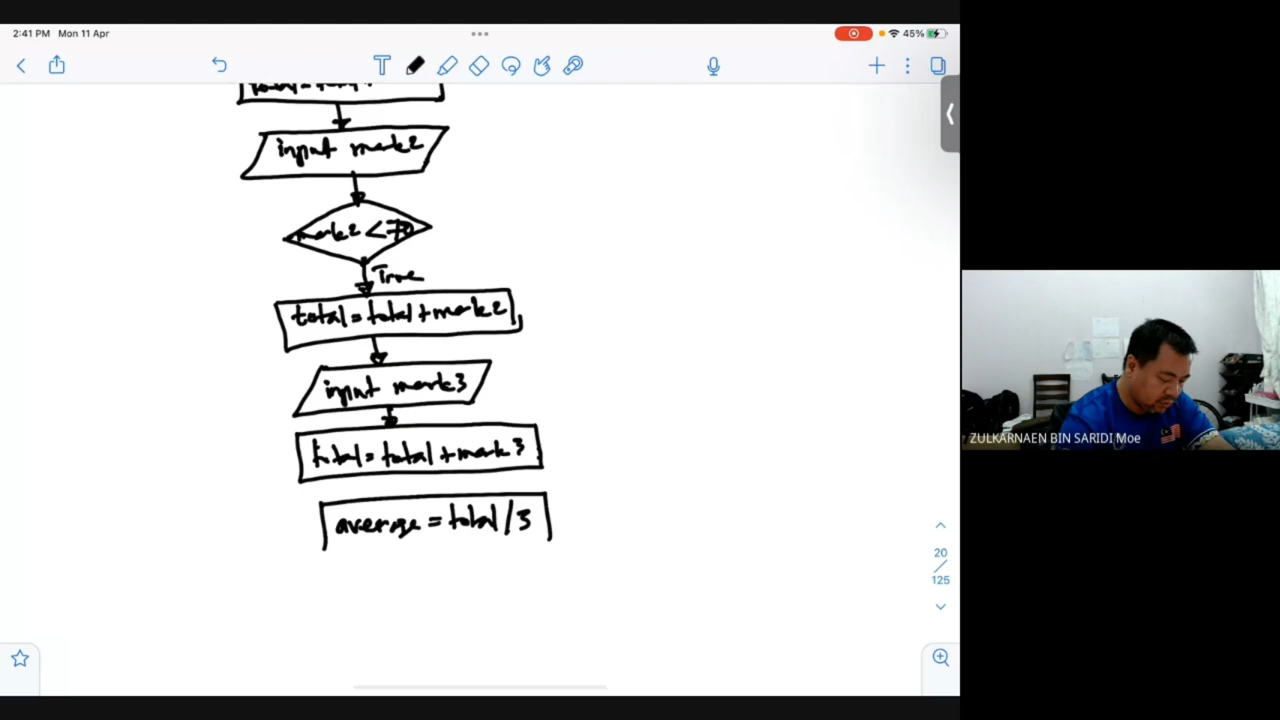 2:41 PM Mon 11 Apr
45%
input mark2
mark2 < 70
True
total = total + mark2
input mark3
total = total + mark3
average = total / 3
20
/
125
ZULKARNAEN BIN SARIDI Moe